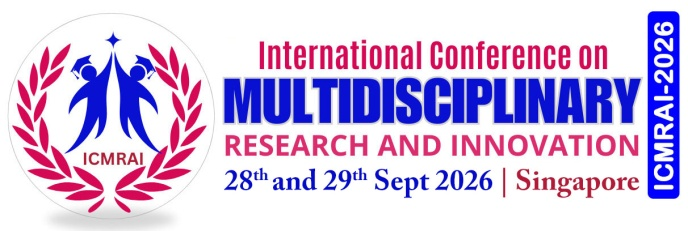 ICMRAI
International Conference on
MULTIDISCIPLINARY
RESEARCH AND INNOVATION
28th and 29th Sept 2026 | Singapore
ICMRAI-2026